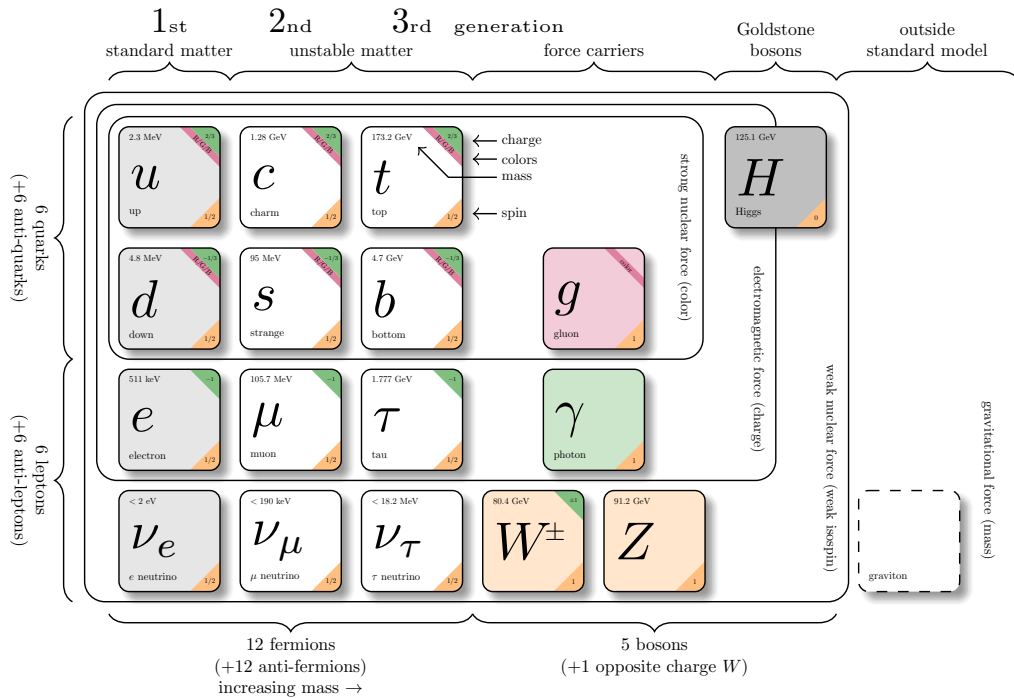 1st 2nd 3rd generation
standard matter unstable matter force carriers Goldstone bosons outside standard model
6 quarks
(+6 anti-quarks)
6 leptons
(+6 anti-leptons)
2.3 MeV 2/3 R/G/B
u
up 1/2
1.28 GeV 2/3 R/G/B
c
charm 1/2
173.2 GeV 2/3 R/G/B
t
top 1/2
charge
colors
mass
spin
125.1 GeV
H
Higgs 0
4.8 MeV −1/3 R/G/B
d
down 1/2
95 MeV −1/3 R/G/B
s
strange 1/2
4.7 GeV −1/3 R/G/B
b
bottom 1/2
color
g
gluon 1
strong nuclear force (color)
511 keV −1
e
electron 1/2
105.7 MeV −1
μ
muon 1/2
1.777 GeV −1
τ
tau 1/2
γ
photon 1
electromagnetic force (charge)
< 2 eV
νe
e neutrino 1/2
< 190 keV
νμ
μ neutrino 1/2
< 18.2 MeV
ντ
τ neutrino 1/2
80.4 GeV ±1
W±
1
91.2 GeV
Z
1
weak nuclear force (weak isospin)
graviton
gravitational force (mass)
12 fermions
(+12 anti-fermions)
increasing mass →
5 bosons
(+1 opposite charge W)